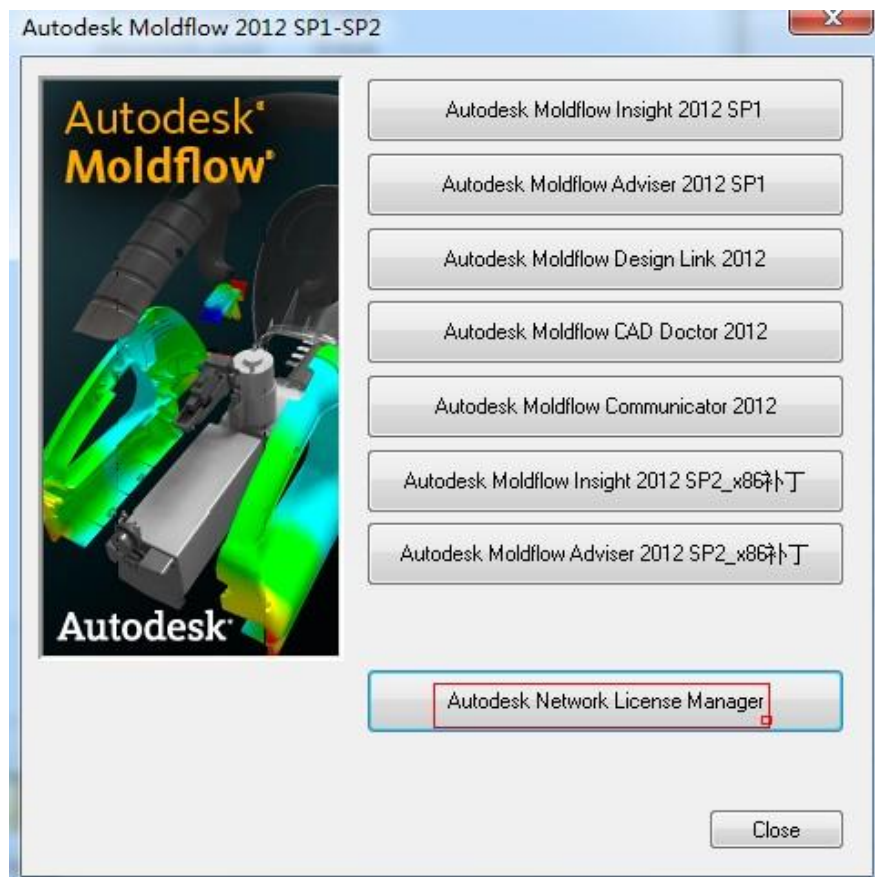 Autodesk Moldflow 2012 SP1-SP2
Autodesk®
Moldflow®
Autodesk®
Autodesk Moldflow Insight 2012 SP1
Autodesk Moldflow Adviser 2012 SP1
Autodesk Moldflow Design Link 2012
Autodesk Moldflow CAD Doctor 2012
Autodesk Moldflow Communicator 2012
Autodesk Moldflow Insight 2012 SP2_x86补丁
Autodesk Moldflow Adviser 2012 SP2_x86补丁
Autodesk Network License Manager
Close